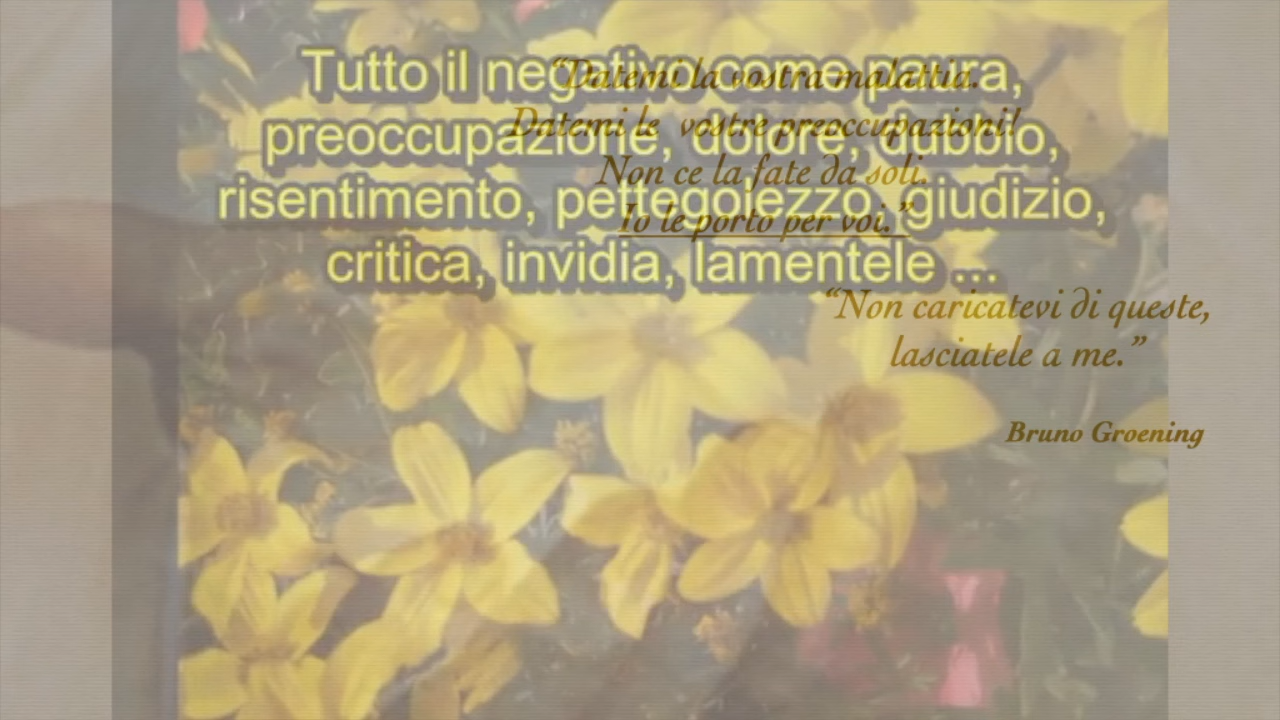 Tutto il negativo come paura,
preoccupazione, dolore, dubbio,
risentimento, pettegolezzo, giudizio,
critica, invidia, lamentele ...
“Datemi la vostra malattia.
Datemi le vostre preoccupazioni!
Non ce la fate da soli.
Io le porto per voi.”
“Non caricatevi di queste,
lasciatele a me.”
Bruno Groening